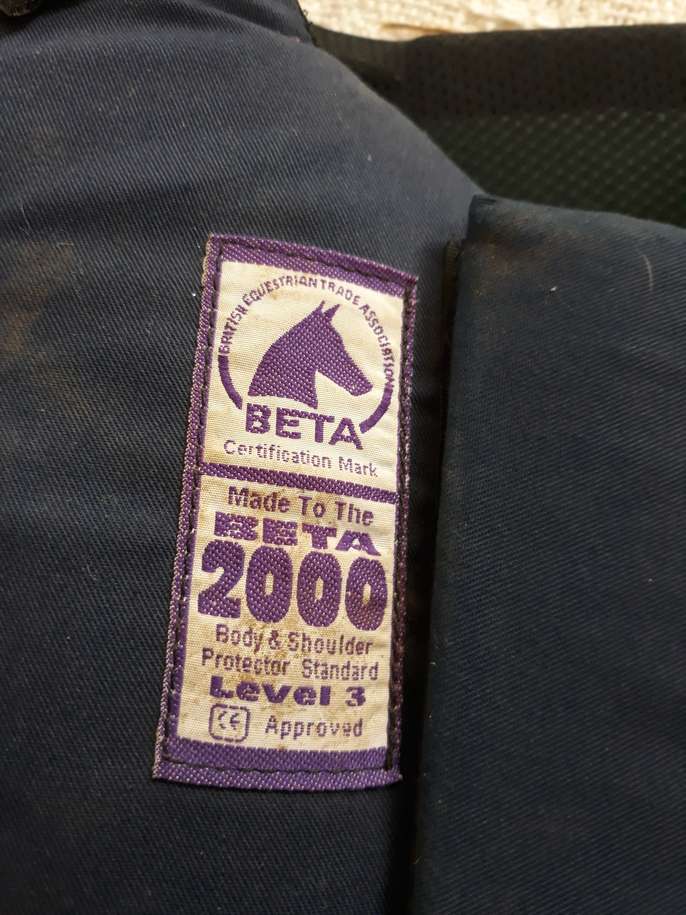 BRITISH EQUESTRIAN TRADE ASSOCIATION
BETA
Certification Mark
Made To The
BETA
2000
Body & Shoulder
Protector Standard
Level 3
CE Approved